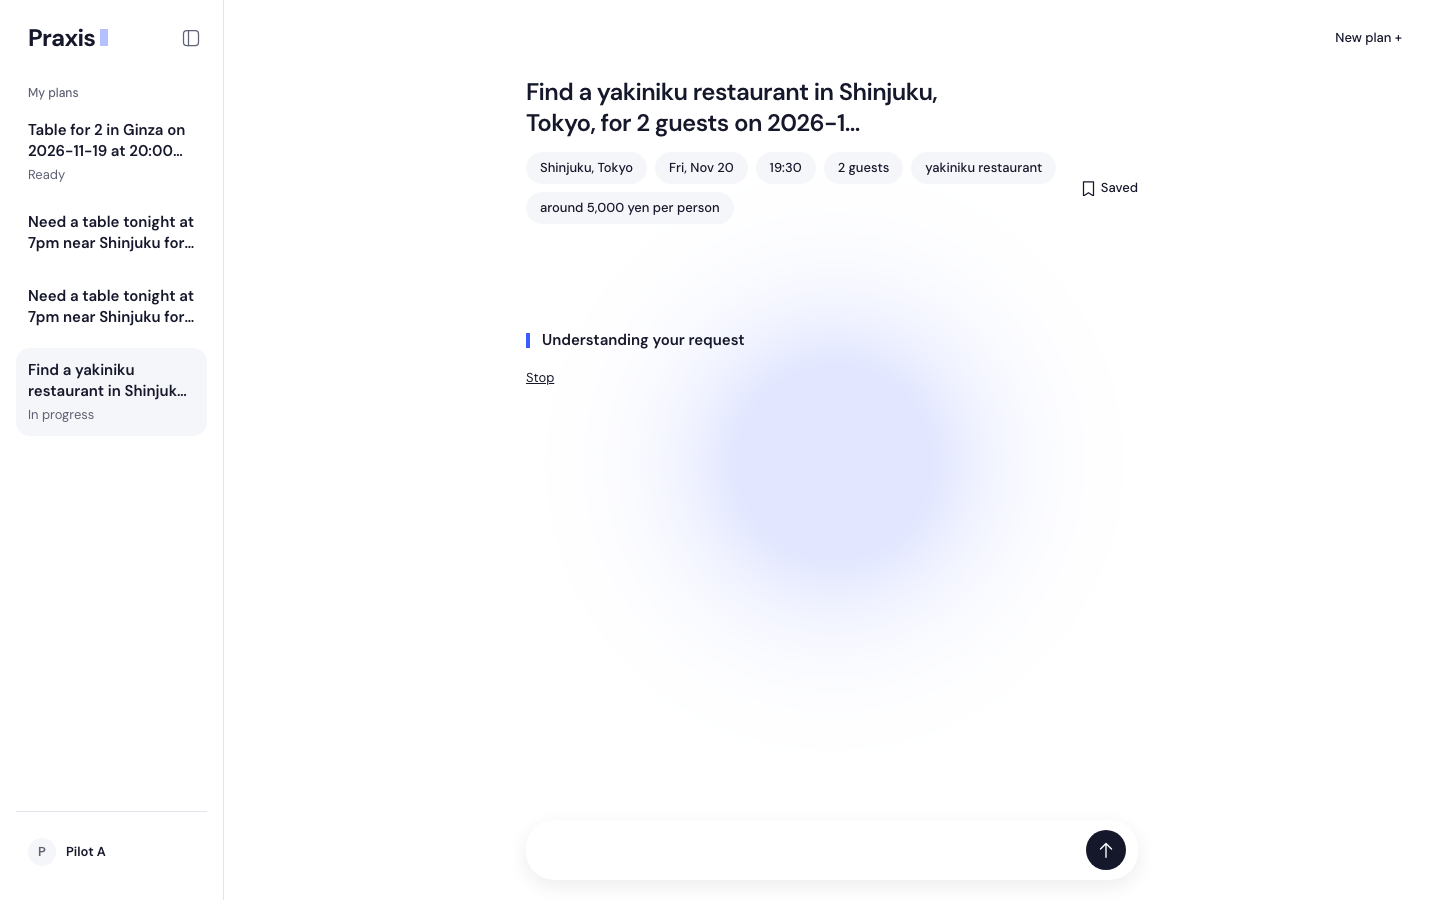 Praxis
New plan +
My plans
Table for 2 in Ginza on
2026-11-19 at 20:00...
Ready
Need a table tonight at
7pm near Shinjuku for...
Need a table tonight at
7pm near Shinjuku for...
Find a yakiniku
restaurant in Shinjuk...
In progress
P
Pilot A
Find a yakiniku restaurant in Shinjuku,
Tokyo, for 2 guests on 2026-1...
Shinjuku, Tokyo
Fri, Nov 20
19:30
2 guests
yakiniku restaurant
around 5,000 yen per person
Saved
Understanding your request
Stop